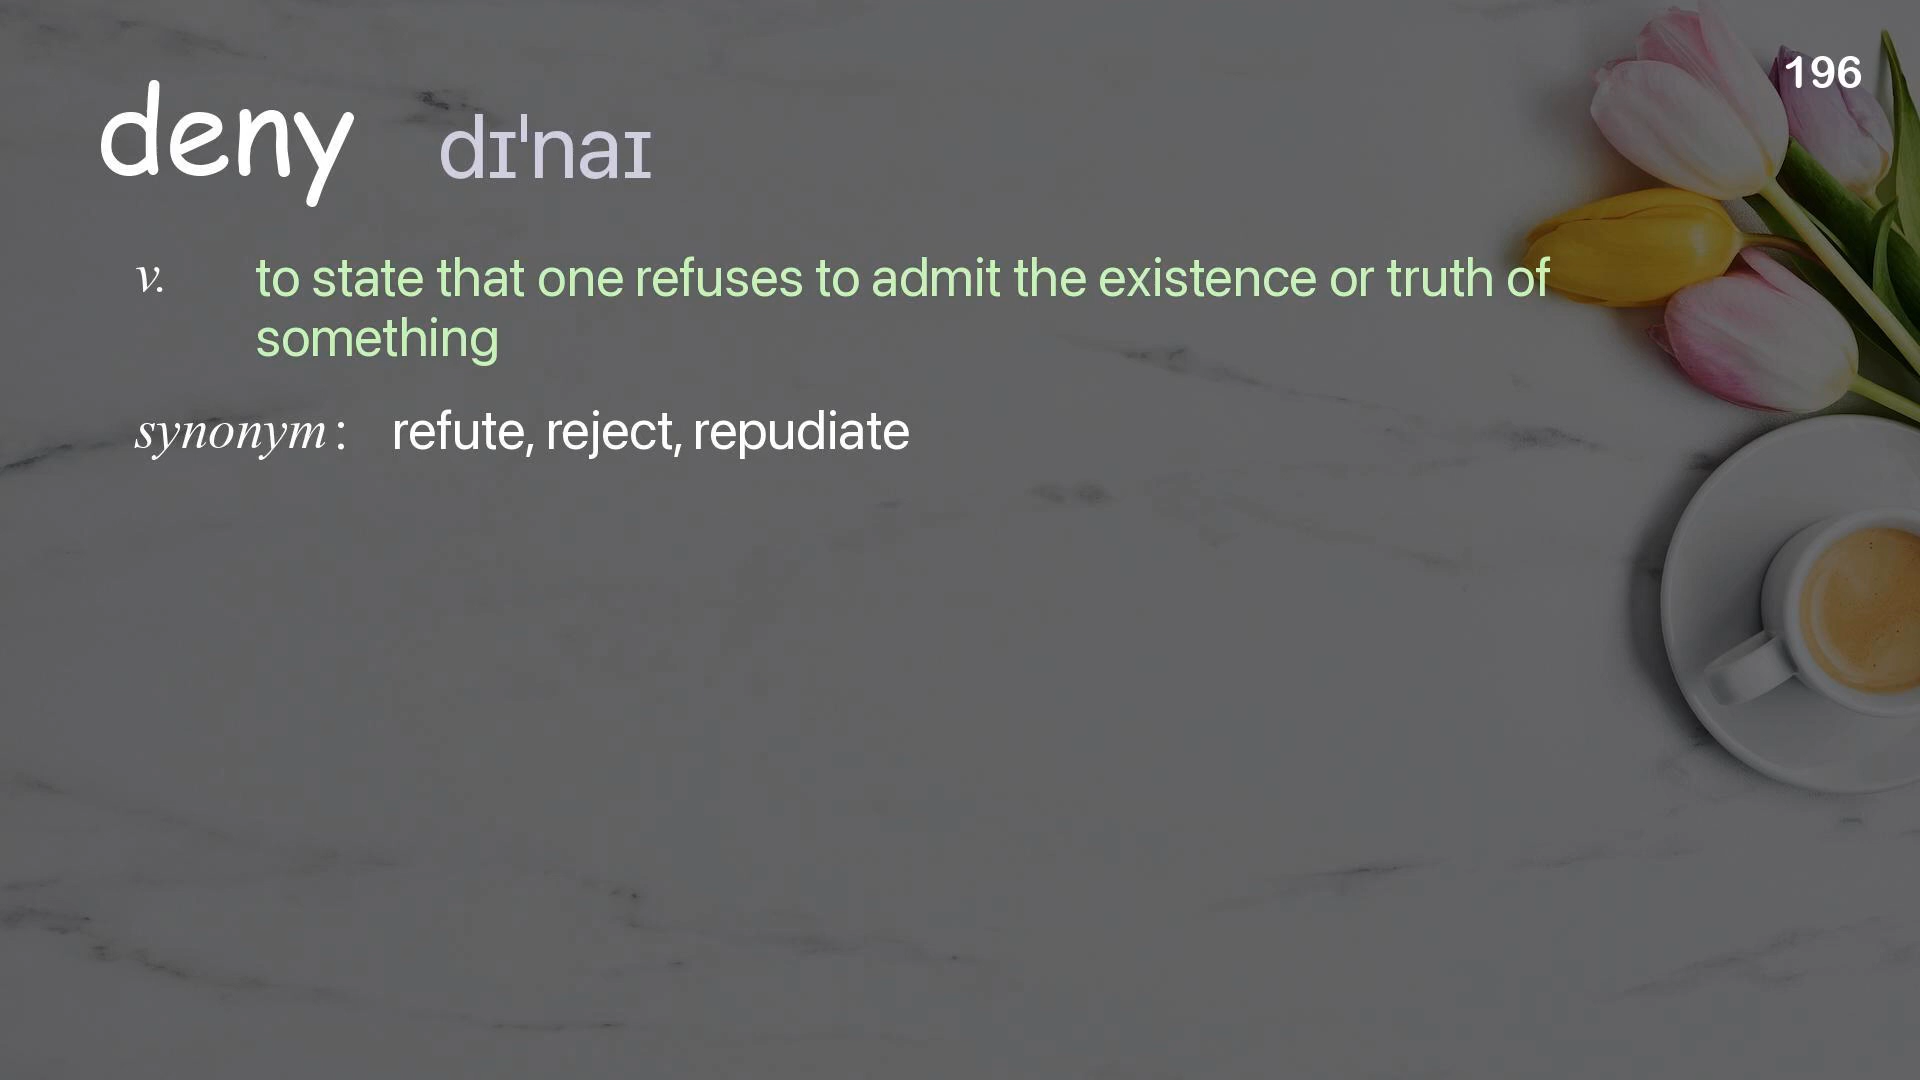 196
deny dɪˈnaɪ
v. to state that one refuses to admit the existence or truth of
something
synonym : refute, reject, repudiate